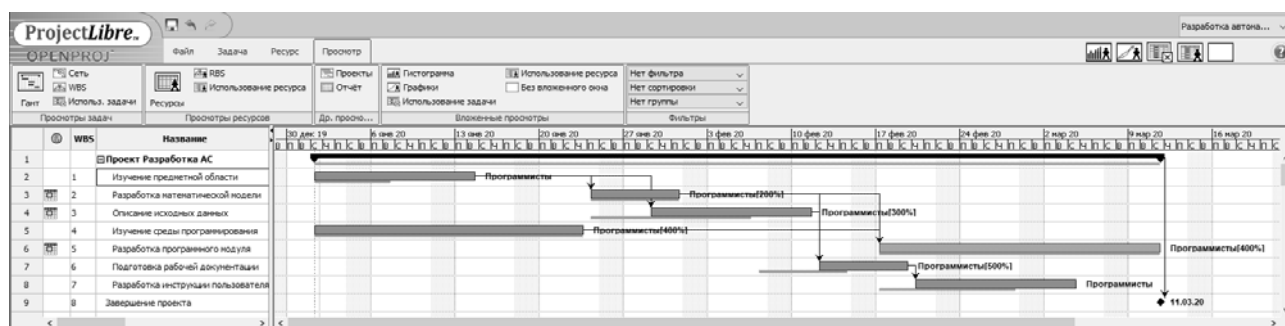 ProjectLibre™
OPENPROJ
Разработка автона...
Файл Задача Ресурс Просмотр
Гант
Сеть
WBS
Использ. задачи
Просмотры задач
Ресурсы
RBS
Использование ресурса
Просмотры ресурсов
Проекты
Отчёт
Др. просмо...
Гистограмма
Графики
Использование задачи
Использование ресурса
Без вложенного окна
Вложенные просмотры
Нет фильтра
Нет сортировки
Нет группы
Фильтры
WBS Название
30 дек 19 6 янв 20 13 янв 20 20 янв 20 27 янв 20 3 фев 20 10 фев 20 17 фев 20 24 фев 20 2 мар 20 9 мар 20 16 мар 20
1 Проект Разработка АС
2 1 Изучение предметной области Программисты
3 2 Разработка математической модели Программисты[200%]
4 3 Описание исходных данных Программисты[300%]
5 4 Изучение среды программирования Программисты[400%]
6 5 Разработка программного модуля Программисты[400%]
7 6 Подготовка рабочей документации Программисты[500%]
8 7 Разработка инструкции пользователя Программисты
9 8 Завершение проекта 11.03.20